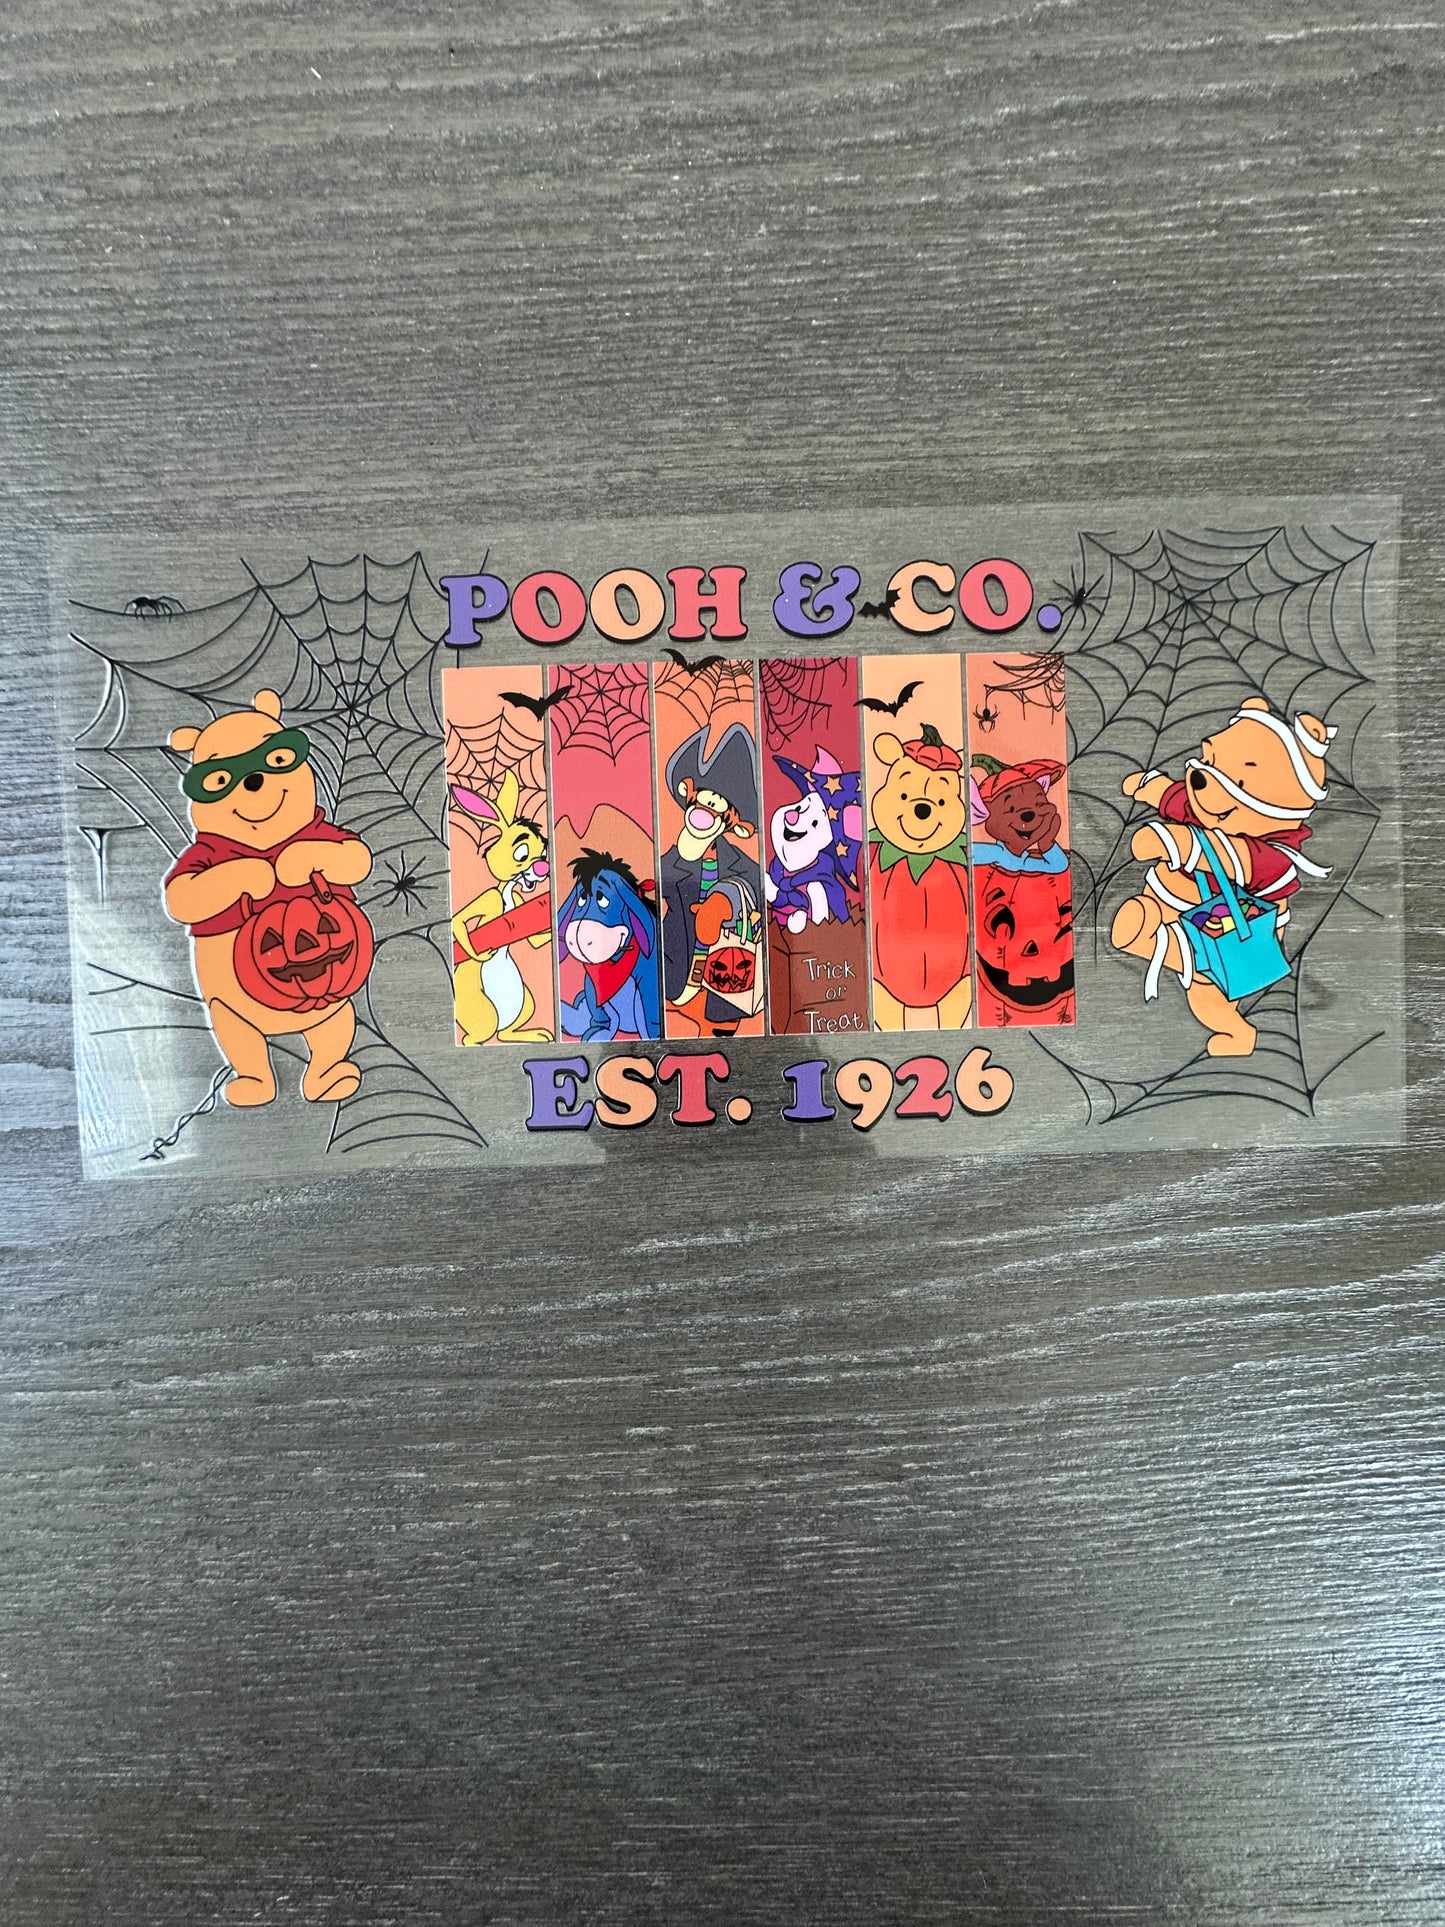 POOH & CO.
Trick
or
Treat
EST. 1926